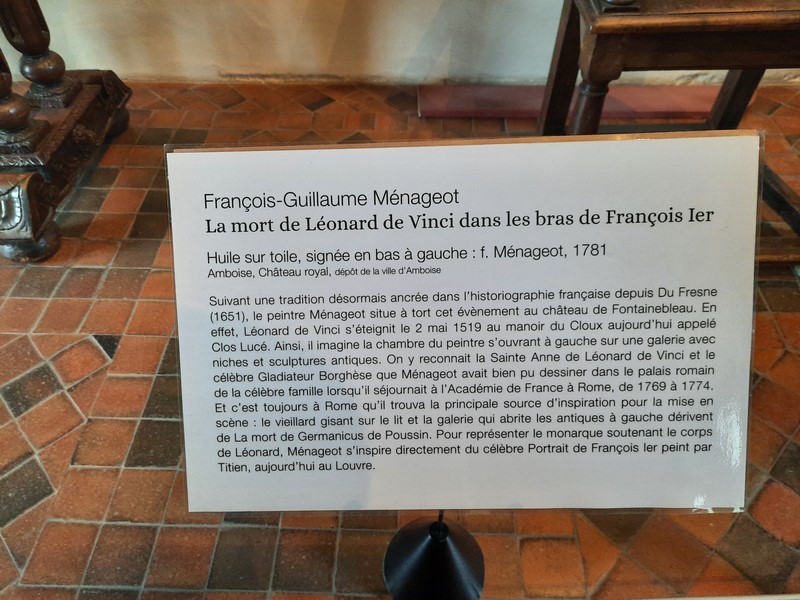 François-Guillaume Ménageot
La mort de Léonard de Vinci dans les bras de François Ier
Huile sur toile, signée en bas à gauche : f. Ménageot, 1781
Amboise, Château royal, dépôt de la ville d'Amboise
Suivant une tradition désormais ancrée dans l'historiographie française depuis Du Fresne
(1651), le peintre Ménageot situe à tort cet évènement au château de Fontainebleau. En
effet, Léonard de Vinci s'éteignit le 2 mai 1519 au manoir du Cloux aujourd'hui appelé
Clos Lucé. Ainsi, il imagine la chambre du peintre s'ouvrant à gauche sur une galerie avec
niches et sculptures antiques. On y reconnait la Sainte Anne de Léonard de Vinci et le
célèbre Gladiateur Borghèse que Ménageot avait bien pu dessiner dans le palais romain
de la célèbre famille lorsqu'il séjournait à l'Académie de France à Rome, de 1769 à 1774.
Et c'est toujours à Rome qu'il trouva la principale source d'inspiration pour la mise en
scène : le vieillard gisant sur le lit et la galerie qui abrite les antiques à gauche dérivent
de La mort de Germanicus de Poussin. Pour représenter le monarque soutenant le corps
de Léonard, Ménageot s'inspire directement du célèbre Portrait de François Ier peint par
Titien, aujourd'hui au Louvre.